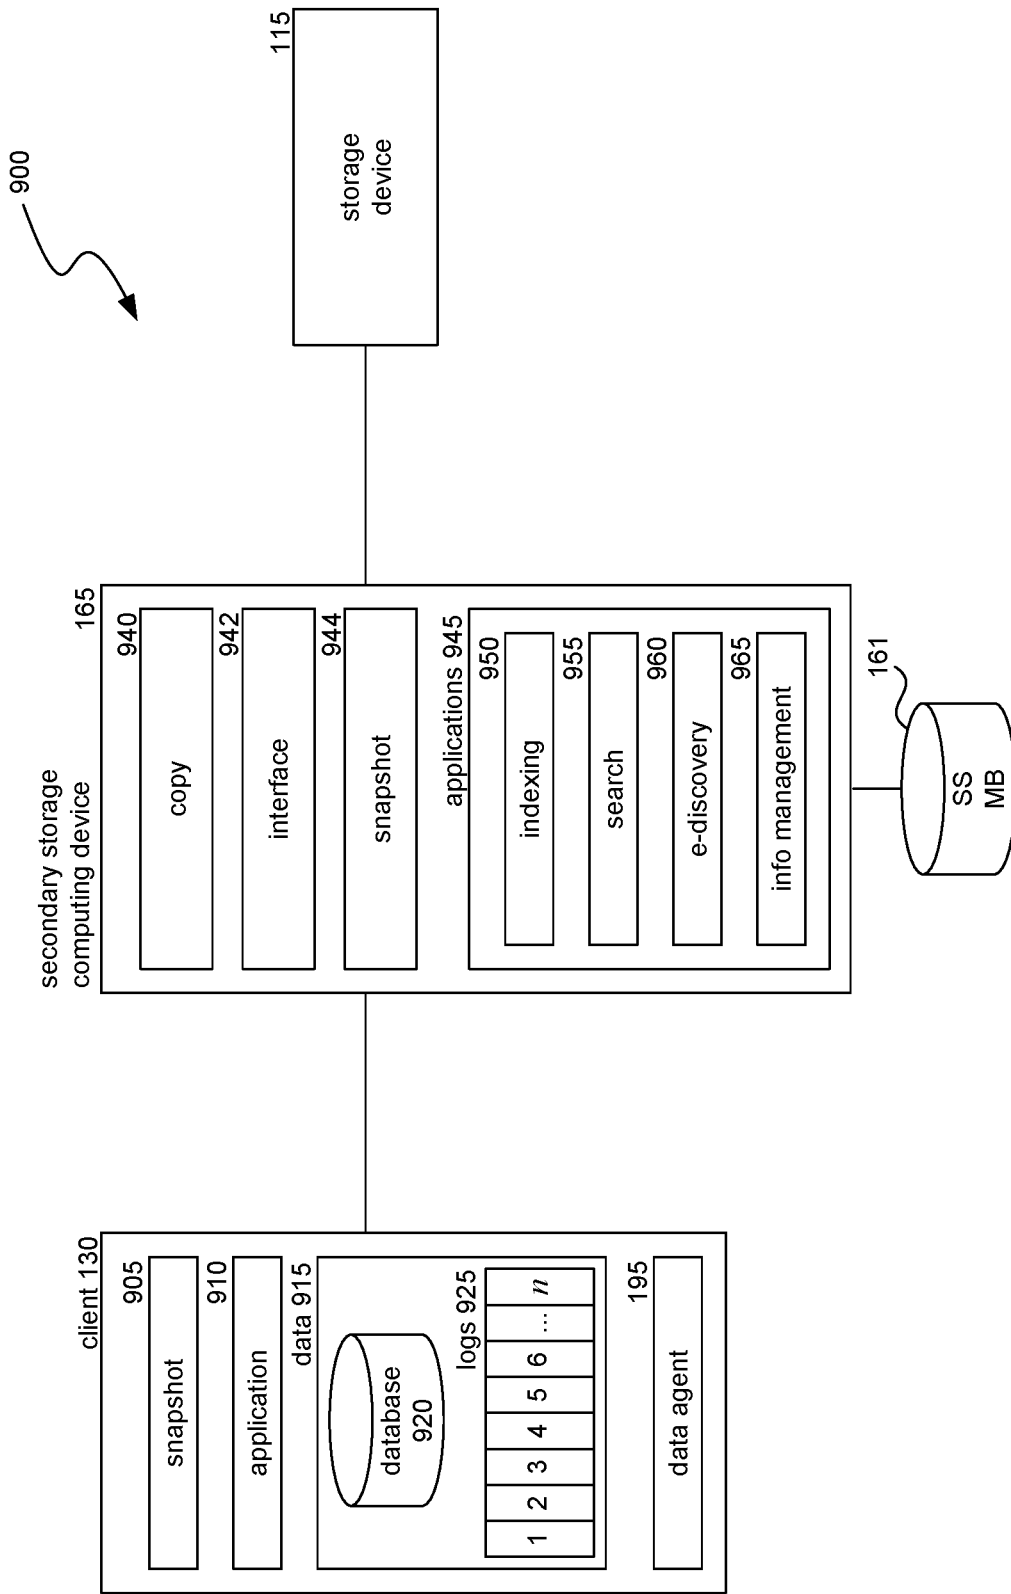 900
client 130
905
snapshot
910
application
data 915
database
920
logs 925
1 2 3 4 5 6 ... n
195
data agent
secondary storage
computing device
165
940
copy
942
interface
944
snapshot
applications 945
950
indexing
955
search
960
e-discovery
965
info management
161
SS
MB
115
storage
device